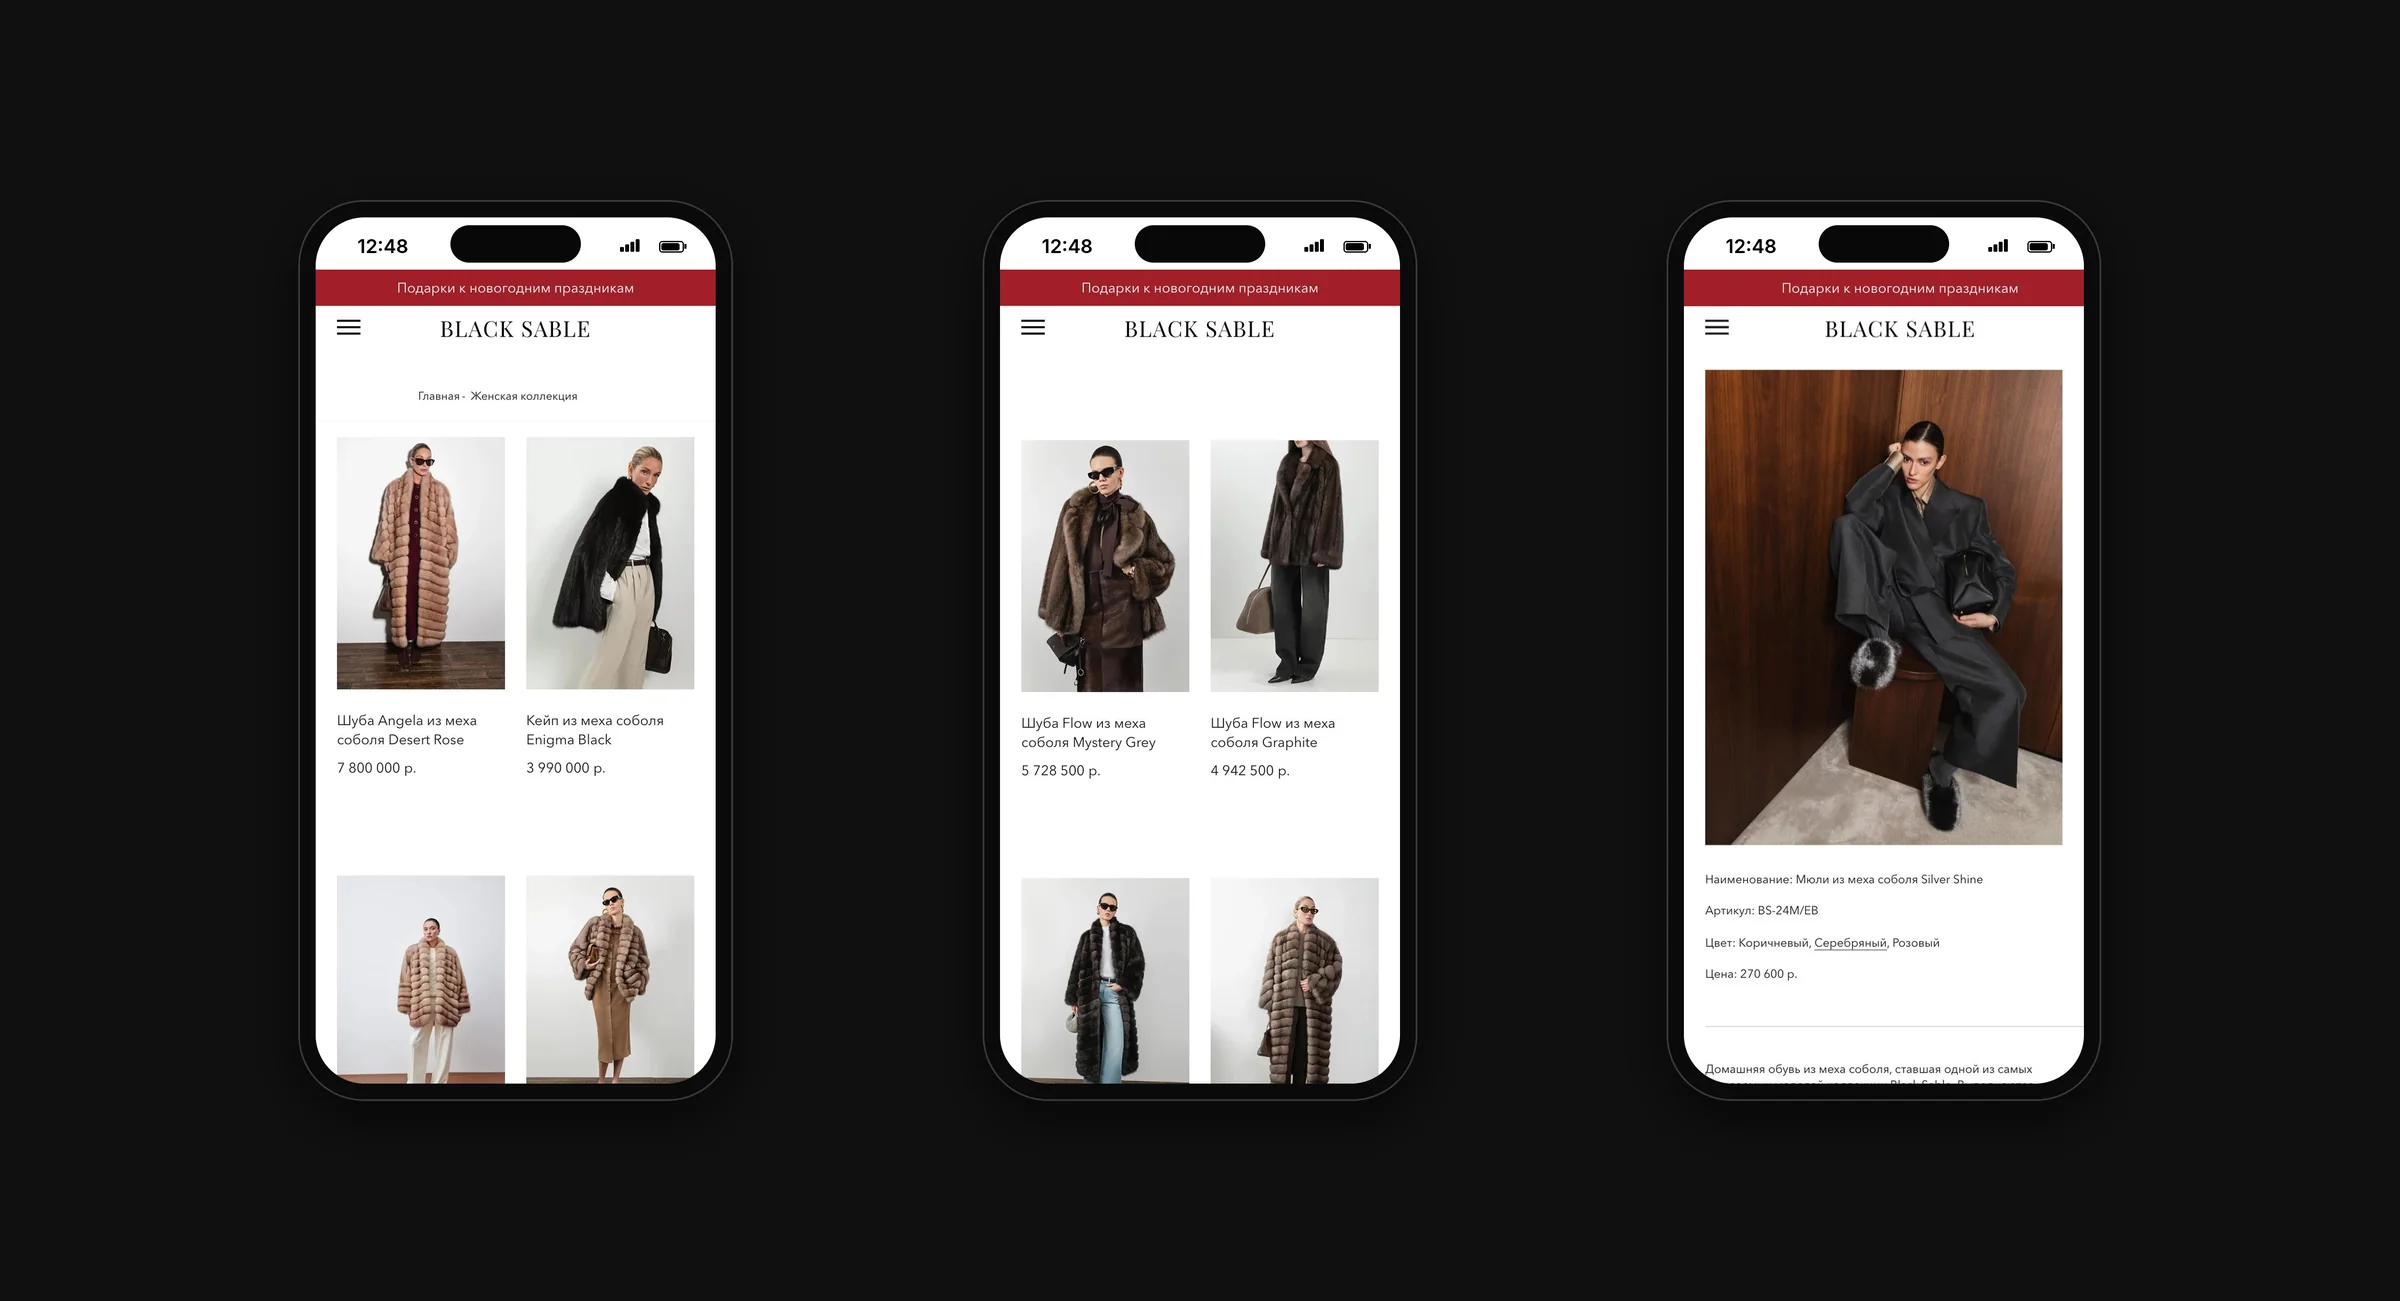 12:48
Подарки к новогодним праздникам
BLACK SABLE
Главная - Женская коллекция
Шуба Angela из меха
соболя Desert Rose
7 800 000 р.
Кейп из меха соболя
Enigma Black
3 990 000 р.
12:48
Подарки к новогодним праздникам
BLACK SABLE
Шуба Flow из меха
соболя Mystery Grey
5 728 500 р.
Шуба Flow из меха
соболя Graphite
4 942 500 р.
12:48
Подарки к новогодним праздникам
BLACK SABLE
Наименование: Мюли из меха соболя Silver Shine
Артикул: BS-24M/EB
Цвет: Коричневый, Серебряный, Розовый
Цена: 270 600 р.
Домашняя обувь из меха соболя, ставшая одной из самых